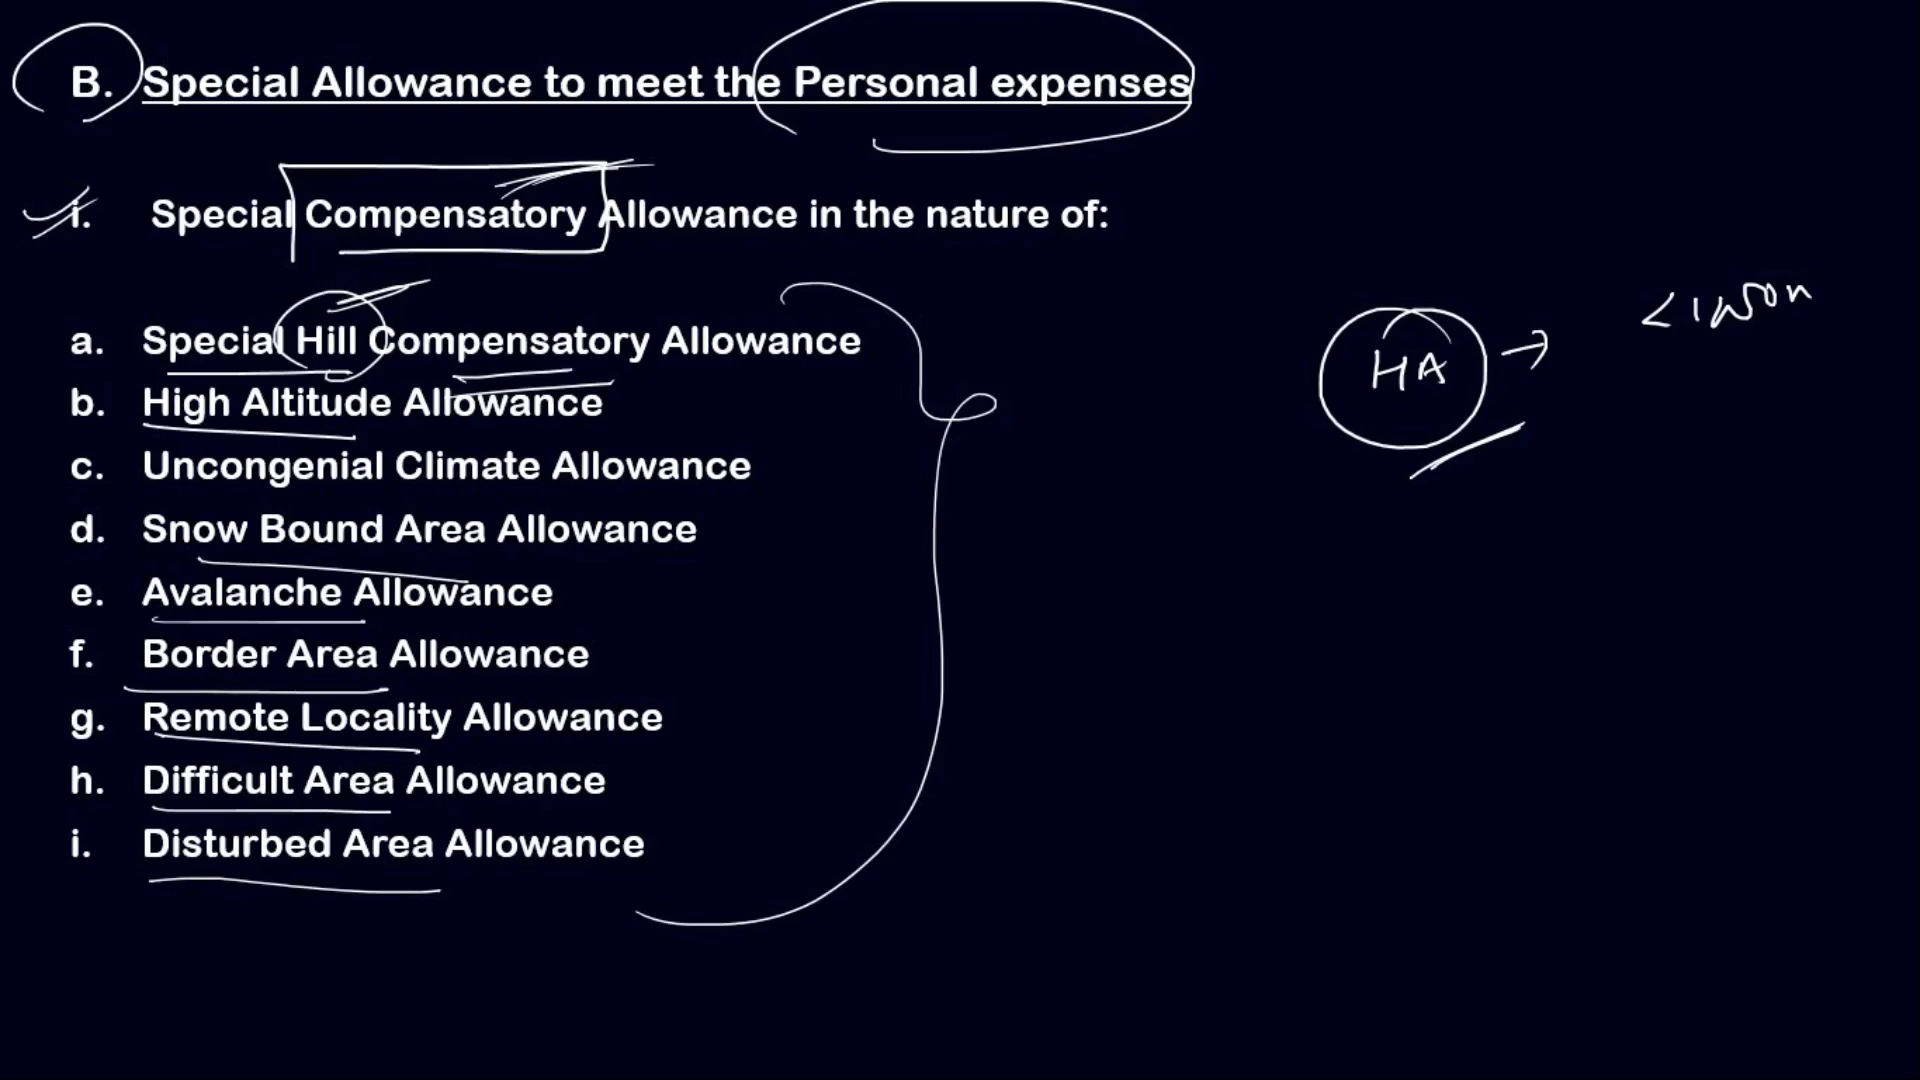 B. Special Allowance to meet the Personal expenses
i. Special Compensatory Allowance in the nature of:
a. Special Hill Compensatory Allowance
b. High Altitude Allowance
c. Uncongenial Climate Allowance
d. Snow Bound Area Allowance
e. Avalanche Allowance
f. Border Area Allowance
g. Remote Locality Allowance
h. Difficult Area Allowance
i. Disturbed Area Allowance
HA →